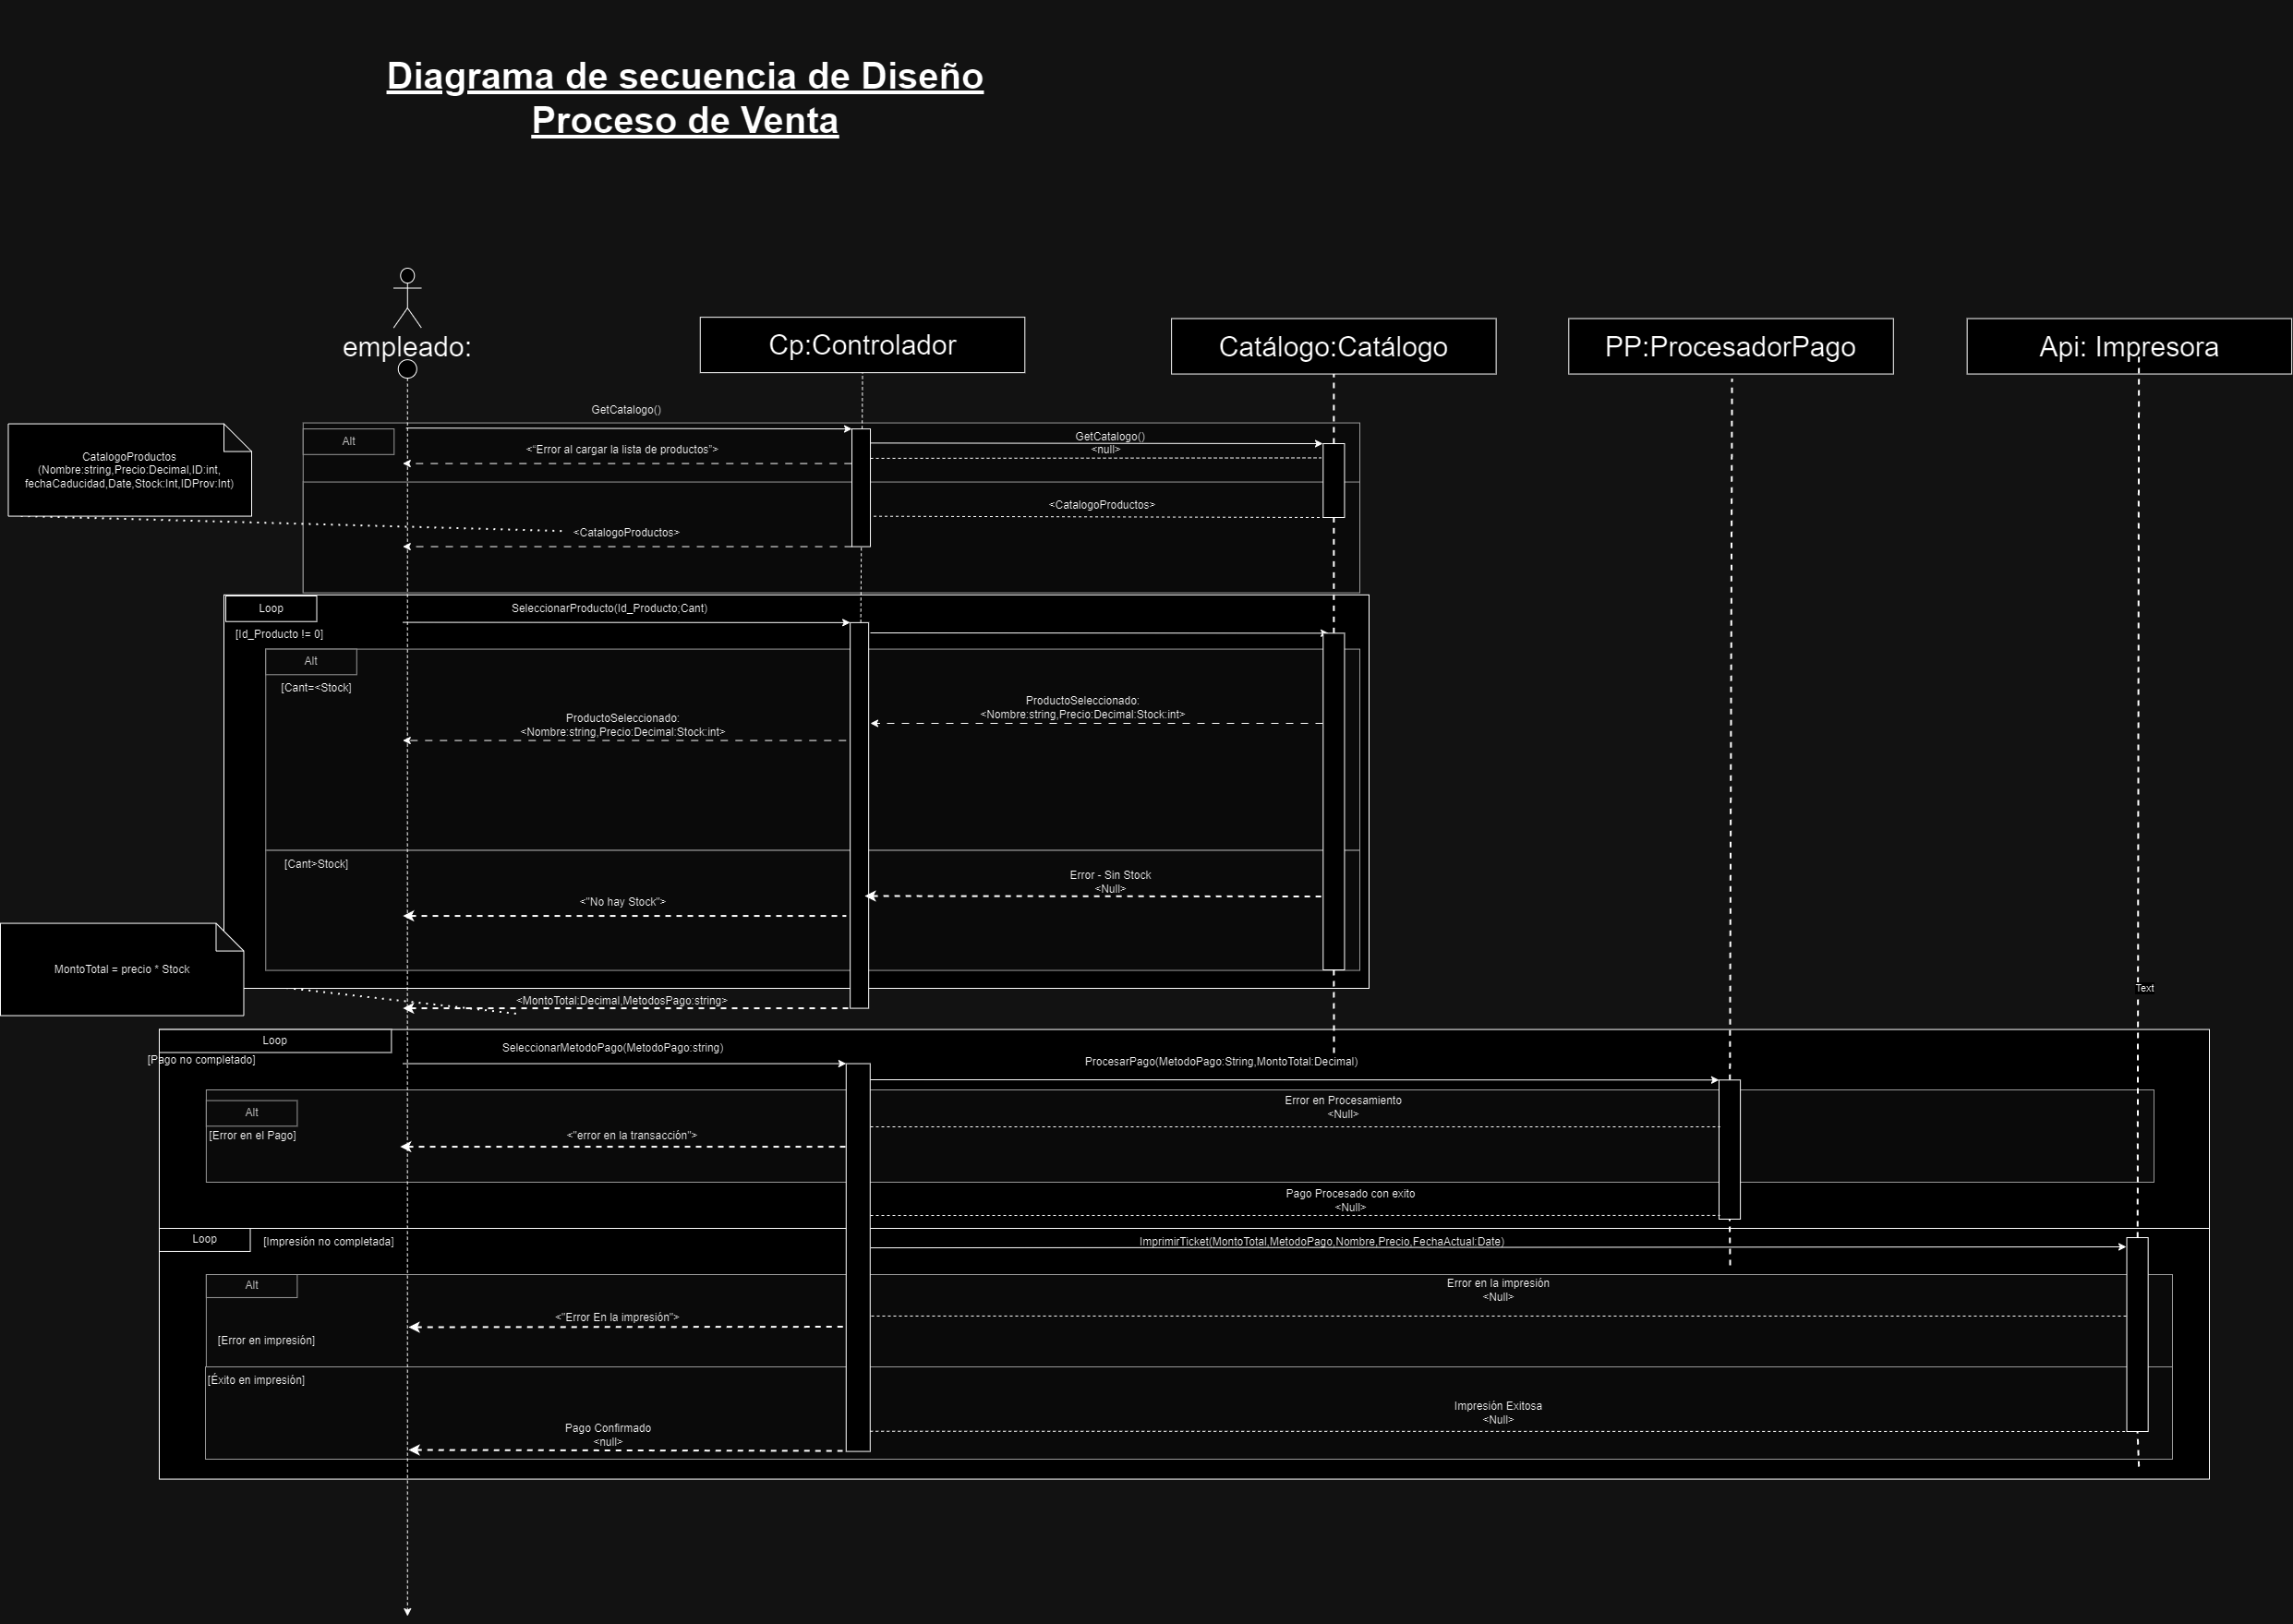 Diagrama de secuencia de Diseño
Proceso de Venta
empleado:
Cp:Controlador
Catálogo:Catálogo
PP:ProcesadorPago
Api: Impresora
GetCatalogo()
Alt
GetCatalogo()
<null>
<"Error al cargar la lista de productos">
CatalogoProductos
(Nombre:string,Precio:Decimal,ID:int,
fechaCaducidad,Date,Stock:Int,IDProv:Int)
<CatalogoProductos>
<CatalogoProductos>
Loop
SeleccionarProducto(Id_Producto;Cant)
[Id_Producto != 0]
Alt
[Cant=<Stock]
ProductoSeleccionado:
<Nombre:string,Precio:Decimal:Stock:int>
ProductoSeleccionado:
<Nombre:string,Precio:Decimal:Stock:int>
[Cant>Stock]
Error - Sin Stock
<Null>
<"No hay Stock">
MontoTotal = precio * Stock
Text
<MontoTotal:Decimal,MetodosPago:string>
Loop
[Pago no completado]
SeleccionarMetodoPago(MetodoPago:string)
ProcesarPago(MetodoPago:String,MontoTotal:Decimal)
Alt
Error en Procesamiento
<Null>
[Error en el Pago]
<"error en la transacción">
Pago Procesado con exito
<Null>
Loop
[Impresión no completada]
ImprimirTicket(MontoTotal,MetodoPago,Nombre,Precio,FechaActual:Date)
Alt
Error en la impresión
<Null>
<"Error En la impresión">
[Error en impresión]
[Éxito en impresión]
Impresión Exitosa
<Null>
Pago Confirmado
<null>